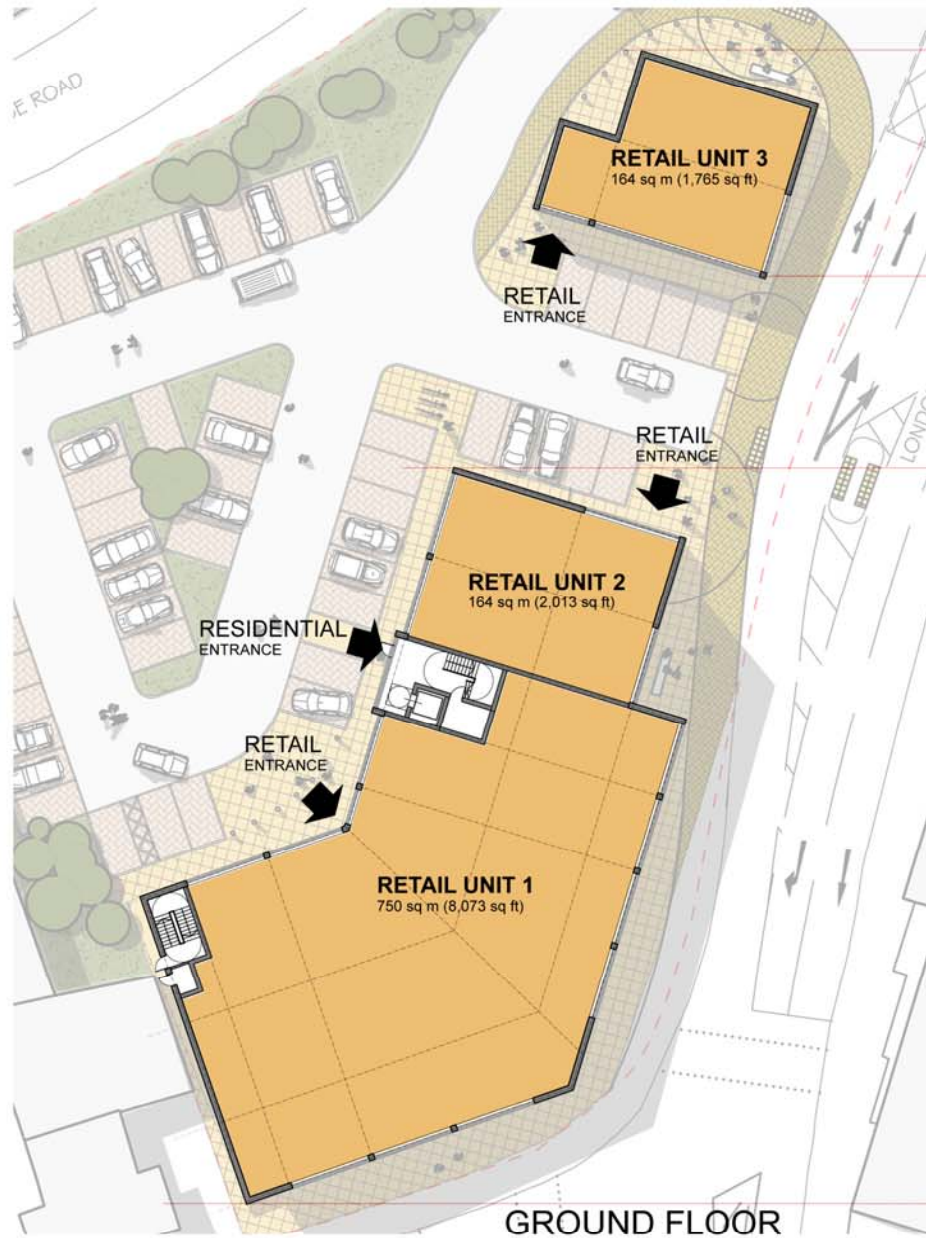 E ROAD
RETAIL UNIT 3
164 sq m (1,765 sq ft)
RETAIL
ENTRANCE
RETAIL
ENTRANCE
RETAIL UNIT 2
164 sq m (2,013 sq ft)
RESIDENTIAL
ENTRANCE
RETAIL
ENTRANCE
RETAIL UNIT 1
750 sq m (8,073 sq ft)
LONDO
GROUND FLOOR